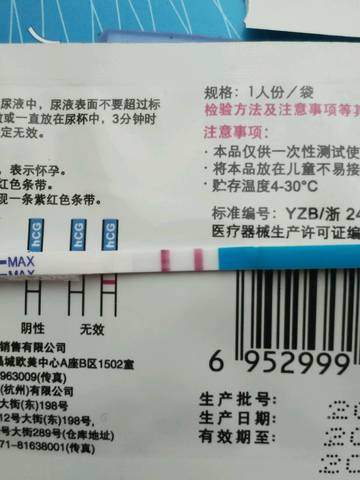 规格：1人份／袋
检验方法及注意事项等
注意事项：
·本品仅供一次性测试使
·将本品放在儿童不易接
·贮存温度4-30°C
标准编号：YZB/浙 24
医疗器械生产许可证编
尿液中，尿液表面不要超过标
或一直放在尿杯中，3分钟时
定无效。
，表示怀孕。
红色条带。
现一条紫红色条带。
hCG
hCG
hCG
MAX
MAX
阴性
无效
销售有限公司
晶城欧美中心A座B区1502室
963009(传真)
(杭州)有限公司
大街(东)198号
12号大街(东)198号，
号大街289号(仓库地址)
71-81638001(传真)
6 952999
生产批号：
生产日期：
有效期至：